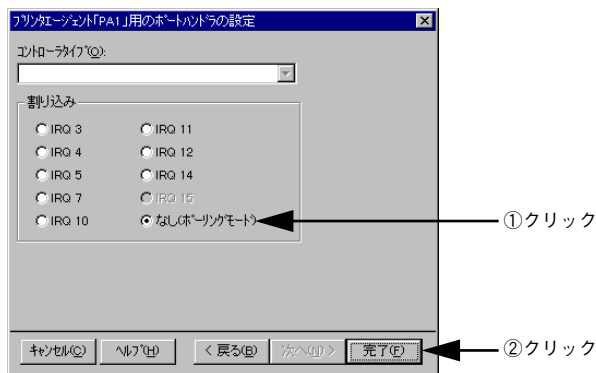 ﾌﾟﾘﾝﾀｴｰｼﾞｪﾝﾄ｢PA1｣用のﾎﾟｰﾄﾊﾝﾄﾞﾗの設定
ｺﾝﾄﾛｰﾗﾀｲﾌﾟ(O):
割り込み
IRQ 3 IRQ 11
IRQ 4 IRQ 12
IRQ 5 IRQ 14
IRQ 7 IRQ 15
IRQ 10 なし(ﾎﾟｰﾘﾝｸﾞﾓｰﾄﾞ)
①クリック
ｷｬﾝｾﾙ(C) ﾍﾙﾌﾟ(H) < 戻る(B) 次へ(N) > 完了(F)
②クリック